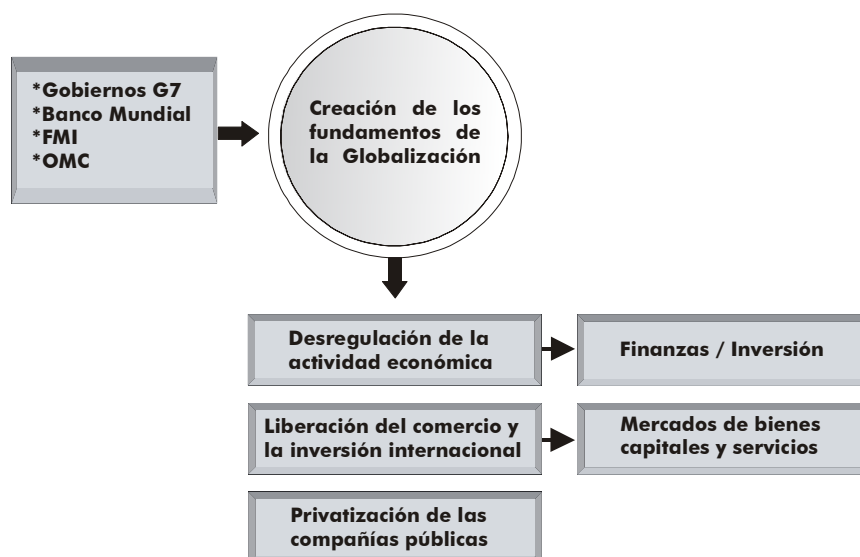 *Gobiernos G7
*Banco Mundial
*FMI
*OMC
Creación de los
fundamentos de
la Globalización
Desregulación de la
actividad económica
Finanzas / Inversión
Liberación del comercio y
la inversión internacional
Mercados de bienes
capitales y servicios
Privatización de las
compañías públicas